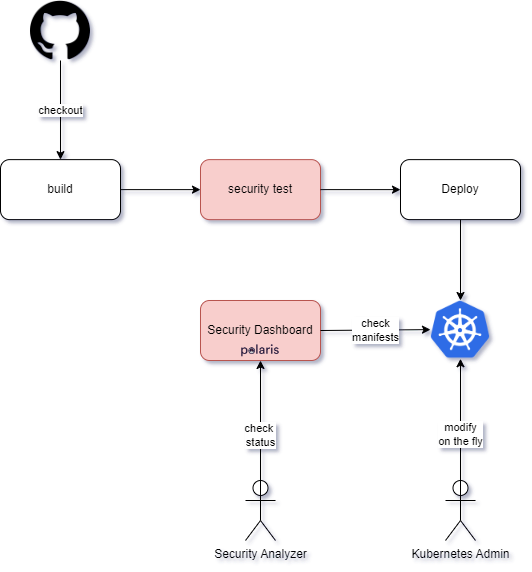 checkout
build
security test
Deploy
Security Dashboard
polaris
check
manifests
check
status
modify
on the fly
Security Analyzer
Kubernetes Admin